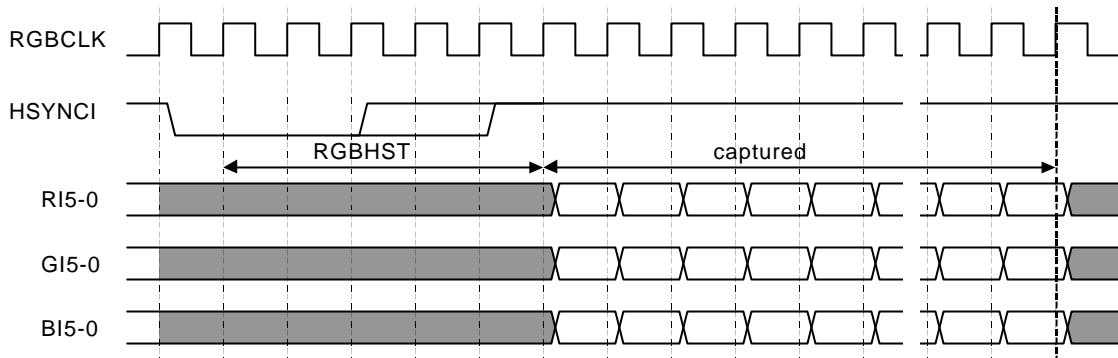 RGBCLK
HSYNCI
RGBHST captured
RI5-0
GI5-0
BI5-0